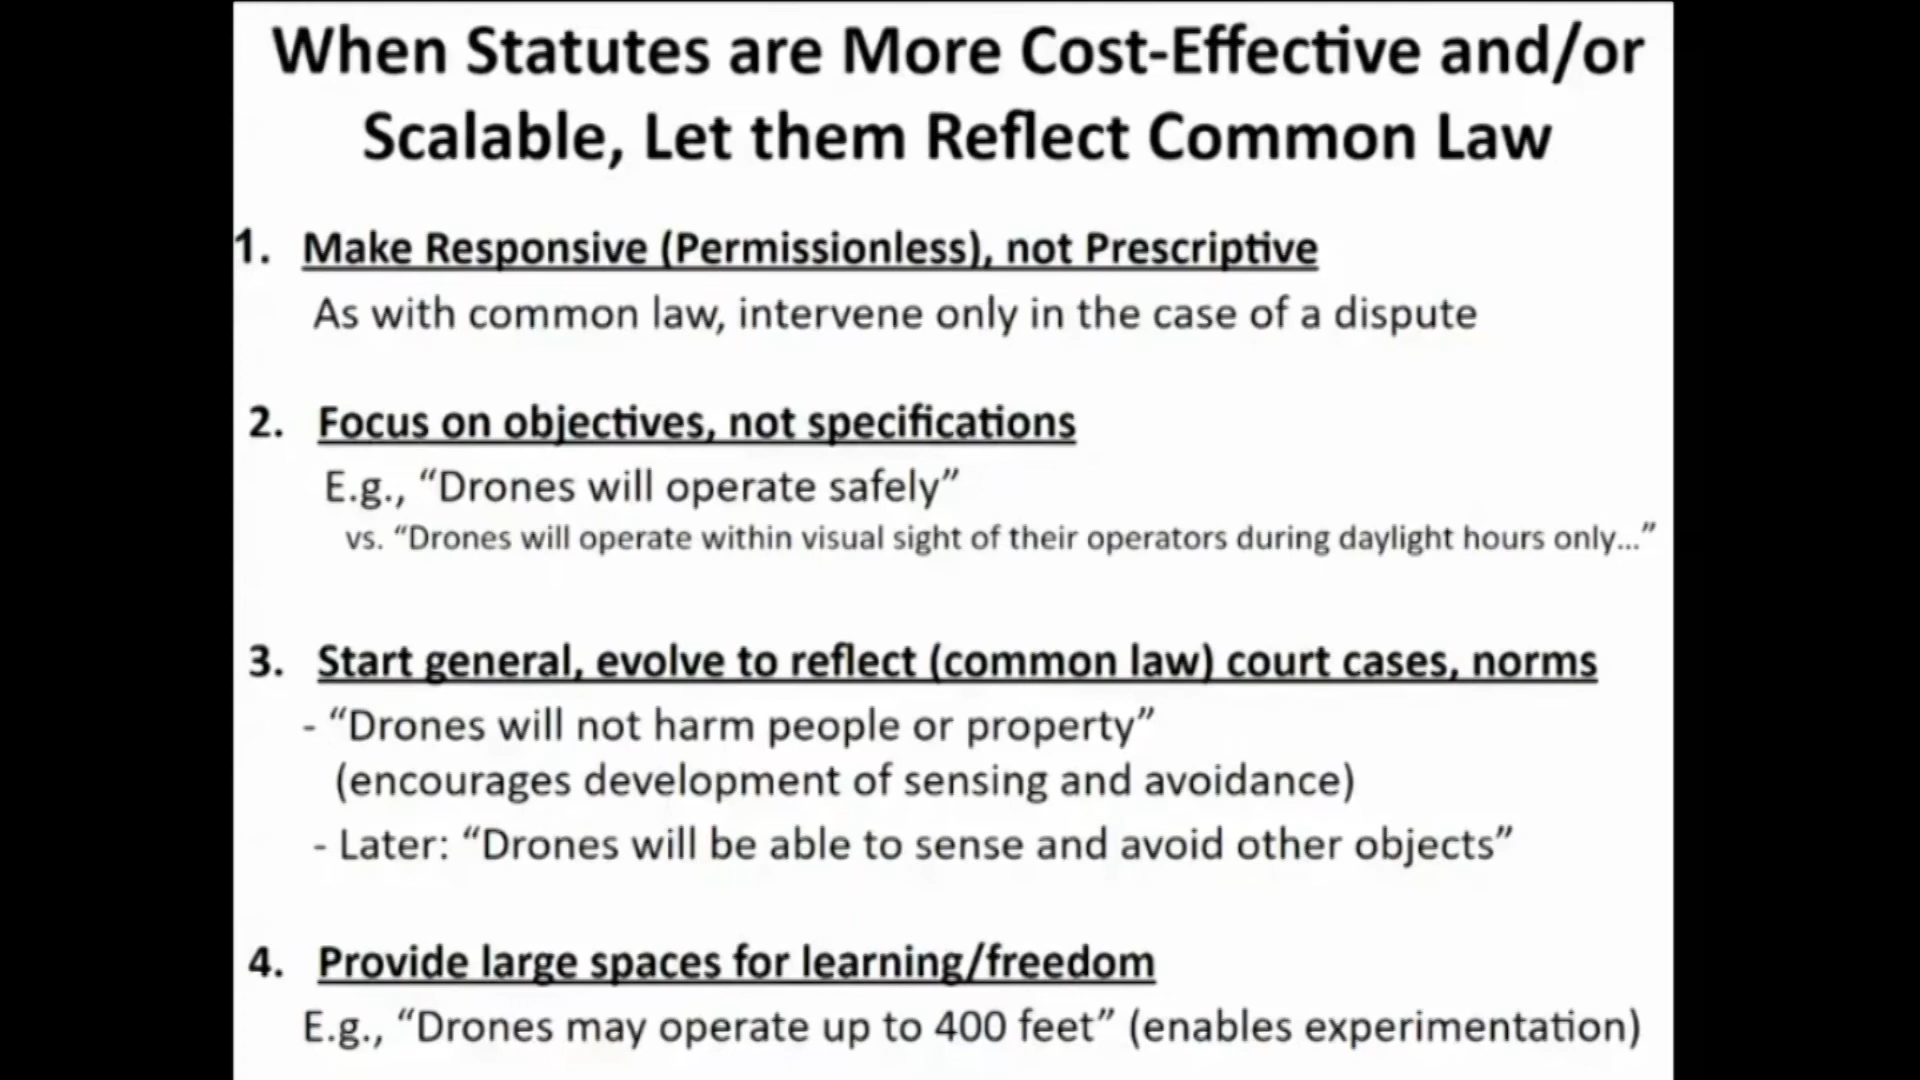 When Statutes are More Cost-Effective and/or
Scalable, Let them Reflect Common Law
1. Make Responsive (Permissionless), not Prescriptive
As with common law, intervene only in the case of a dispute
2. Focus on objectives, not specifications
E.g., “Drones will operate safely”
vs. “Drones will operate within visual sight of their operators during daylight hours only...”
3. Start general, evolve to reflect (common law) court cases, norms
- “Drones will not harm people or property”
(encourages development of sensing and avoidance)
- Later: “Drones will be able to sense and avoid other objects”
4. Provide large spaces for learning/freedom
E.g., “Drones may operate up to 400 feet” (enables experimentation)